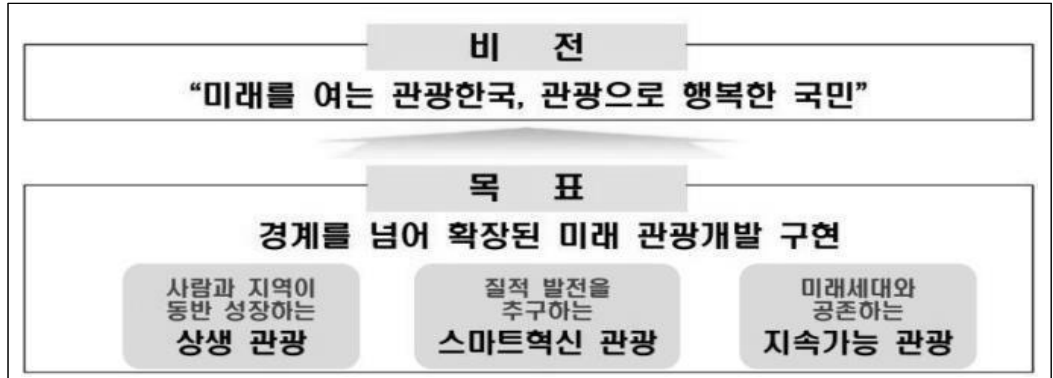 비 전
“미래를 여는 관광한국, 관광으로 행복한 국민”
목 표
경계를 넘어 확장된 미래 관광개발 구현
사람과 지역이
동반 성장하는
상생 관광
질적 발전을
추구하는
스마트혁신 관광
미래세대와
공존하는
지속가능 관광